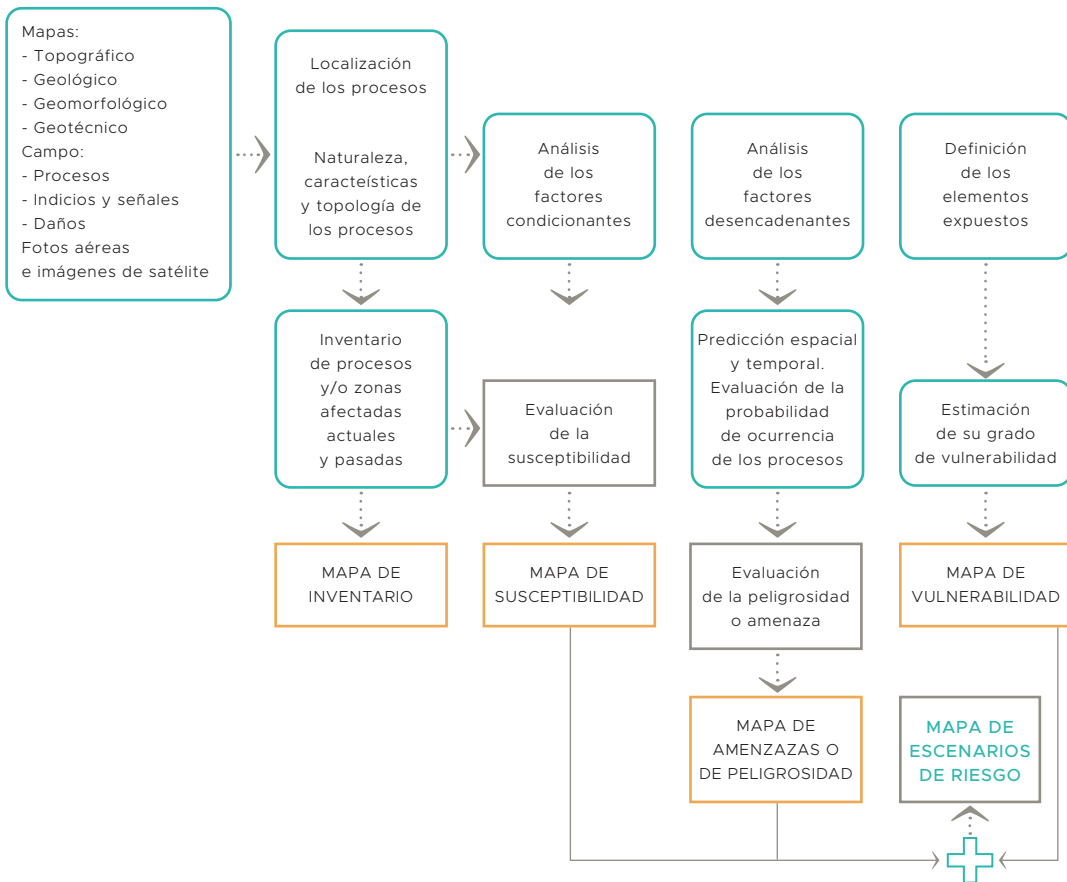 Mapas:
- Topográfico
- Geológico
- Geomorfológico
- Geotécnico
Campo:
- Procesos
- Indicios y señales
- Daños
Fotos aéreas
e imágenes de satélite
Localización
de los procesos
Naturaleza,
caracteísticas
y topología de
los procesos
Análisis
de los
factores
condicionantes
Análisis
de los
factores
desencadenantes
Definición
de los
elementos
expuestos
Inventario
de procesos
y/o zonas
afectadas
actuales
y pasadas
Evaluación
de la
susceptibilidad
Predicción espacial
y temporal.
Evaluación de la
probabilidad
de ocurrencia
de los procesos
Estimación
de su grado
de vulnerabilidad
MAPA DE
INVENTARIO
MAPA DE
SUSCEPTIBILIDAD
Evaluación
de la peligrosidad
o amenaza
MAPA DE
VULNERABILIDAD
MAPA DE
AMENZAZAS O
DE PELIGROSIDAD
MAPA DE
ESCENARIOS
DE RIESGO